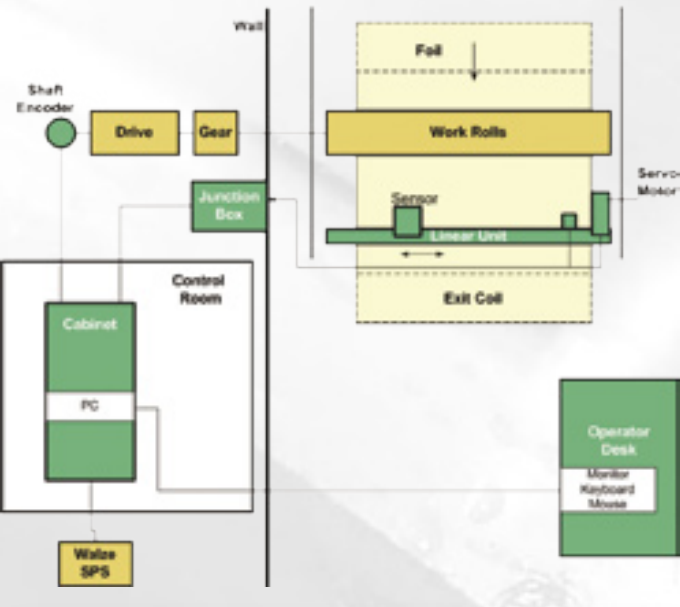 Wall
Foil
Shaft
Encoder
Drive
Gear
Work Rolls
Servo
Motor
Junction
Box
Sensor
Linear Unit
Control
Room
Exit Coil
Cabinet
PC
Operator
Desk
Monitor
Keyboard
Mouse
Walze
SPS